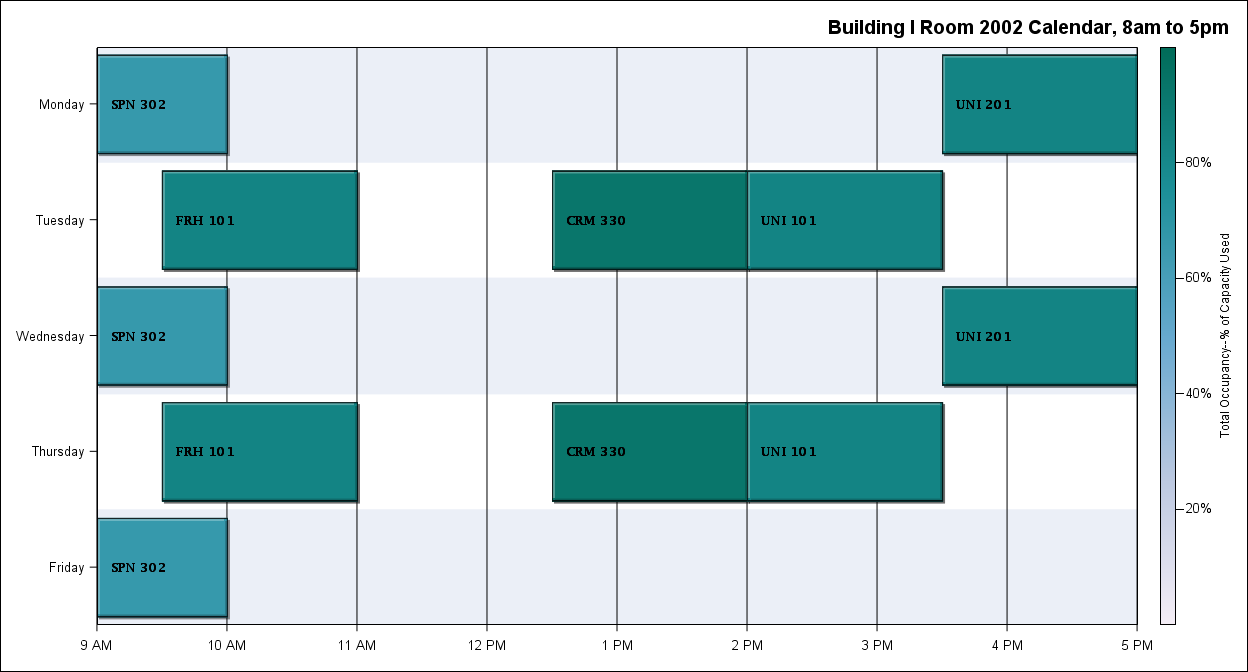 Building I Room 2002 Calendar, 8am to 5pm
Monday
SPN 302
UNI 201
Tuesday
FRH 101
CRM 330
UNI 101
Wednesday
SPN 302
UNI 201
Thursday
FRH 101
CRM 330
UNI 101
Friday
SPN 302
9 AM
10 AM
11 AM
12 PM
1 PM
2 PM
3 PM
4 PM
5 PM
80%
60%
40%
20%
Total Occupancy--% of Capacity Used